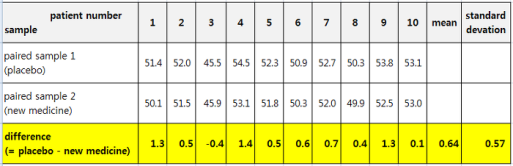 patient number 1 2 3 4 5 6 7 8 9 10 mean standard
sample devation
paired sample 1
(placebo) 51.4 52.0 45.5 54.5 52.3 50.9 52.7 50.3 53.8 53.1
paired sample 2
(new medicine) 50.1 51.5 45.9 53.1 51.8 50.3 52.0 49.9 52.5 53.0
difference
(= placebo - new medicine) 1.3 0.5 -0.4 1.4 0.5 0.6 0.7 0.4 1.3 0.1 0.64 0.57